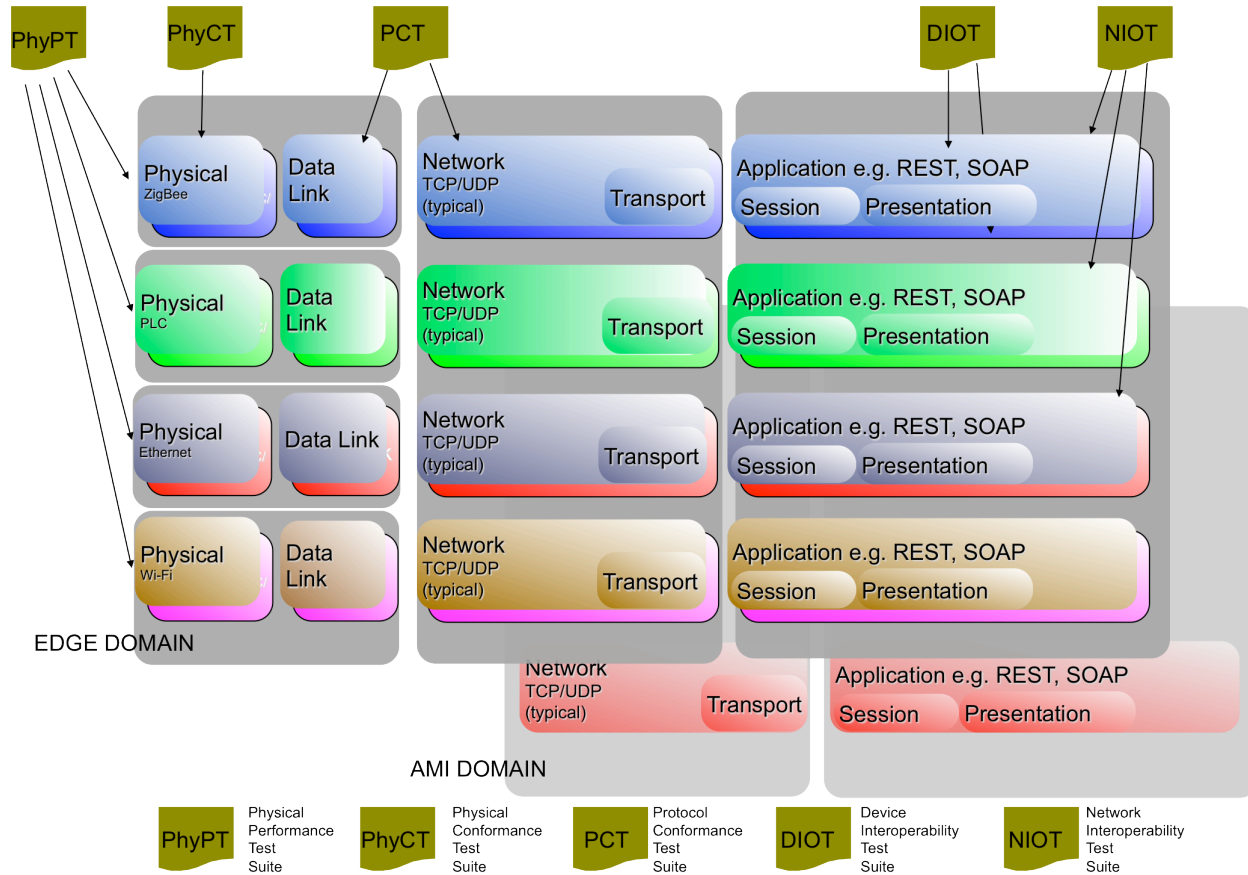 PhyPT
PhyCT
PCT
DIOT
NIOT
Physical
ZigBee
Data
Link
Network
TCP/UDP
(typical)
Transport
Application e.g. REST, SOAP
Session
Presentation
Physical
PLC
Data
Link
Network
TCP/UDP
(typical)
Transport
Application e.g. REST, SOAP
Session
Presentation
Physical
Ethernet
Data Link
Network
TCP/UDP
(typical)
Transport
Application e.g. REST, SOAP
Session
Presentation
Physical
Wi-Fi
Data
Link
Network
TCP/UDP
(typical)
Transport
Application e.g. REST, SOAP
Session
Presentation
EDGE DOMAIN
Network
TCP/UDP
(typical)
Transport
Application e.g. REST, SOAP
Session
Presentation
AMI DOMAIN
PhyPT
Physical
Performance
Test
Suite
PhyCT
Physical
Conformance
Test
Suite
PCT
Protocol
Conformance
Test
Suite
DIOT
Device
Interoperability
Test
Suite
NIOT
Network
Interoperability
Test
Suite